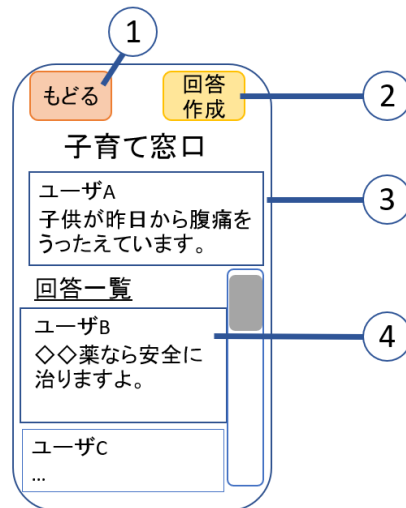 ①
もどる
回答
作成
②
子育て窓口
ユーザA
子供が昨日から腹痛を
うったえています。
③
回答一覧
ユーザB
◇◇薬なら安全に
治りますよ。
④
ユーザC
...